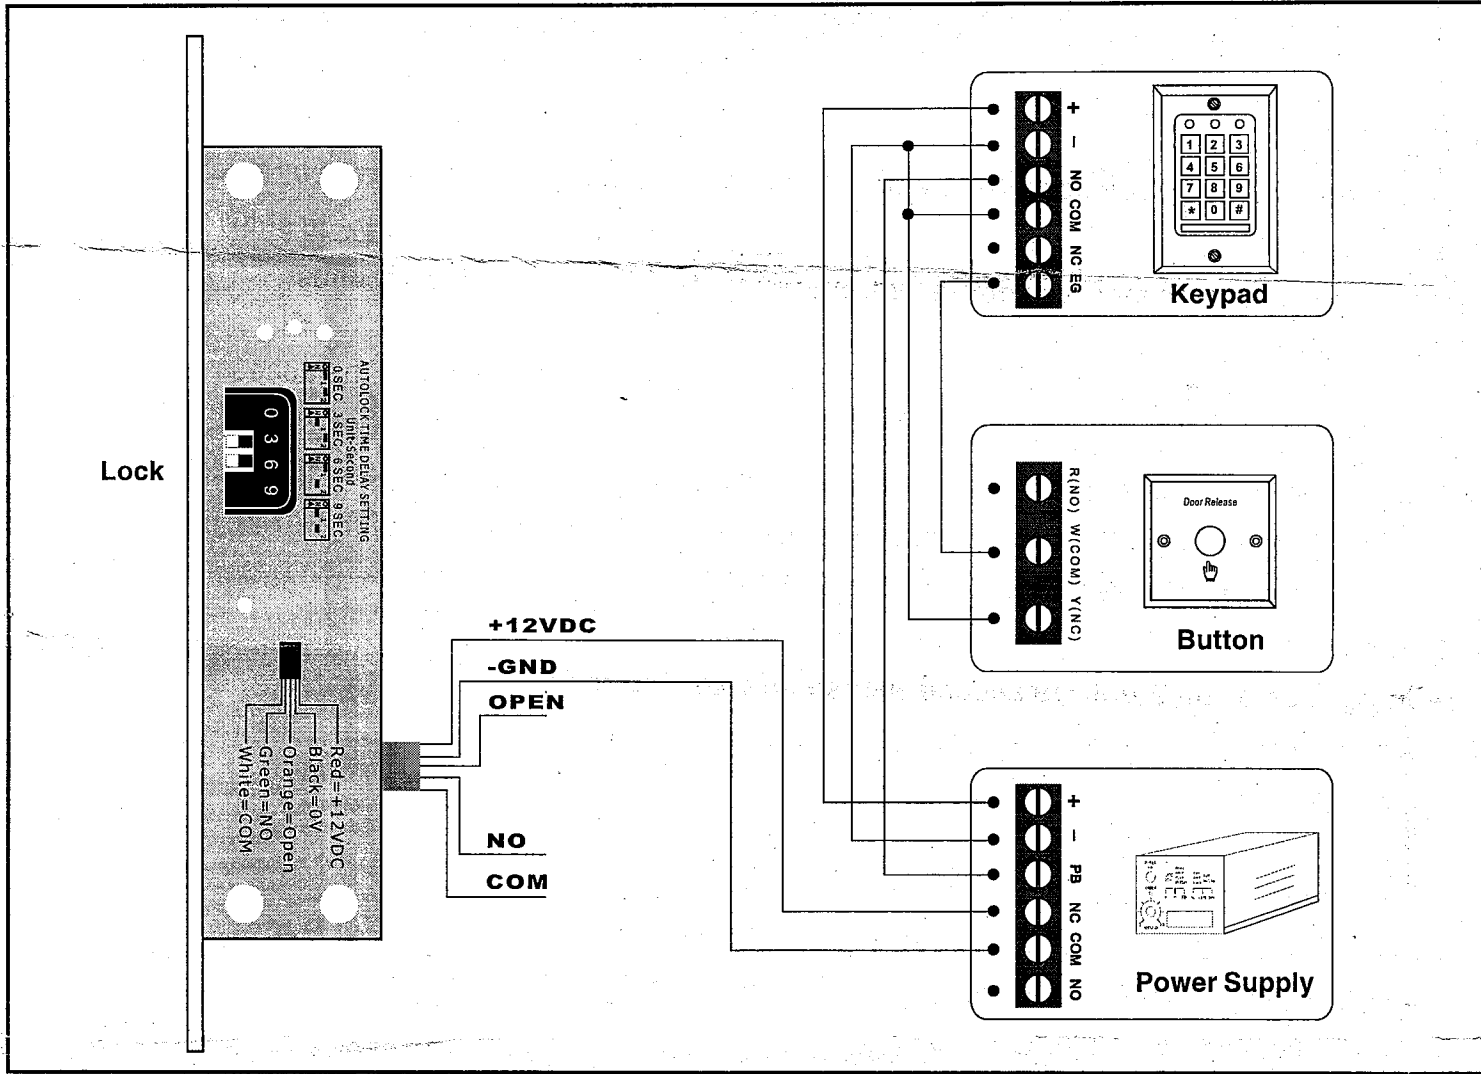 Lock
AUTOLOCK TIME DELAY SETTING
Unit-Second
0 SEC 3 SEC 6 SEC 9 SEC
0 3 6 9
Red=+12VDC
Black=0V
Orange=Open
Green=NO
White=COM
+12VDC
-GND
OPEN
NO
COM
+
−
NO
COM
NC
EG
1 2 3
4 5 6
7 8 9
* 0 #
Keypad
R(NO)
W(COM)
Y(NC)
Door Release
Button
+
−
PB
NC
COM
NO
Power Supply